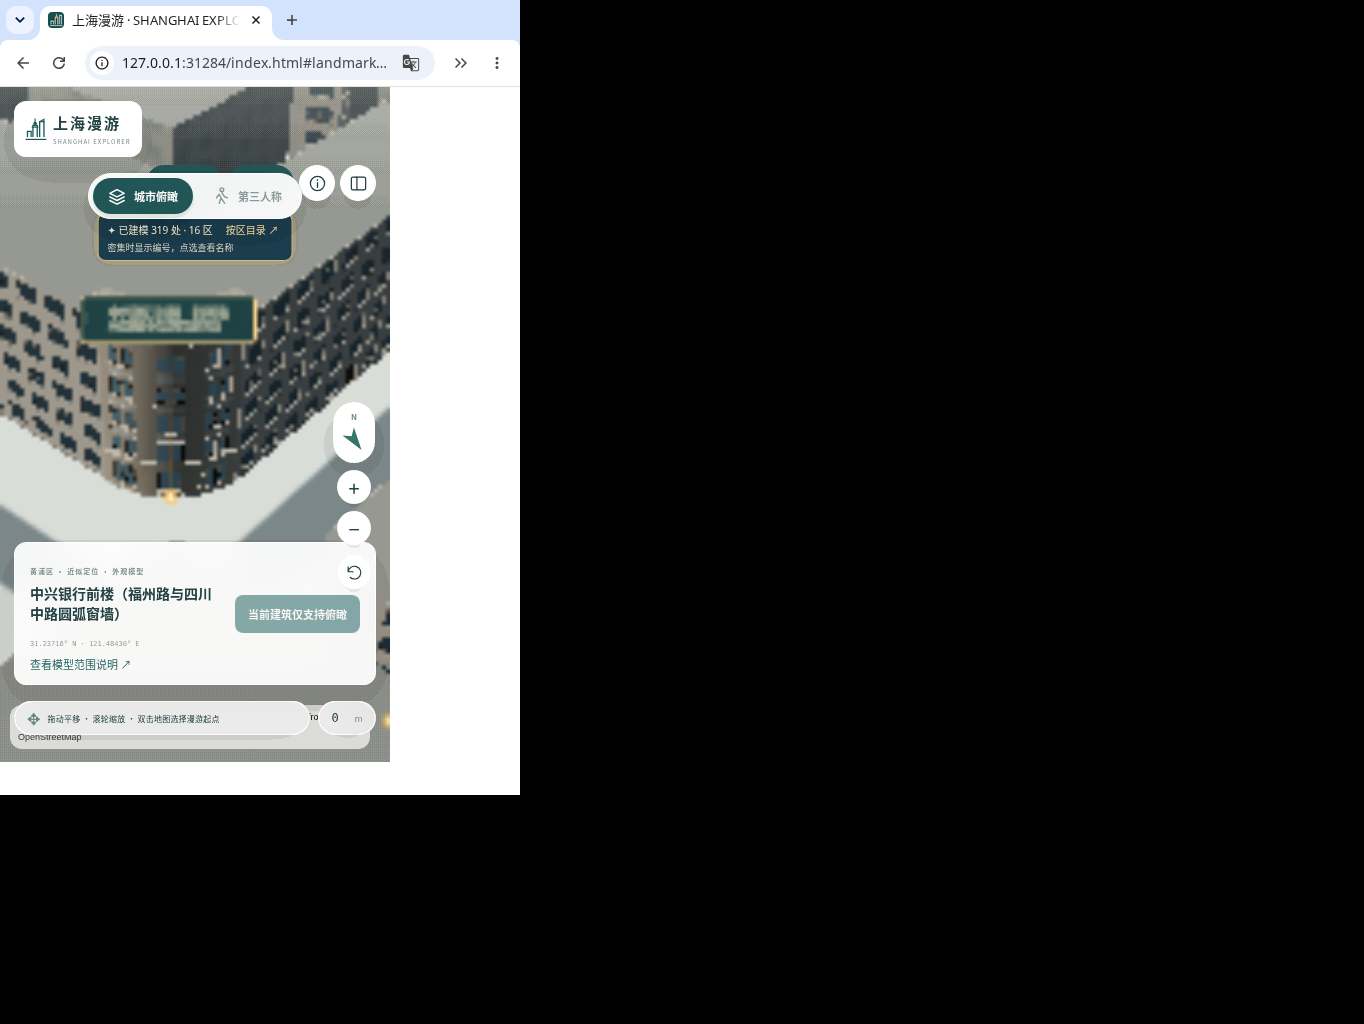 上海漫游 · SHANGHAI EXPLO
127.0.0.1:31284/index.html#landmark...
上海漫游
SHANGHAI EXPLORER
城市俯瞰
第三人称
✦ 已建模 319 处 · 16 区 按区目录 ↗
密集时显示编号，点选查看名称
N
+
−
黄浦区 · 近似定位 · 外观模型
中兴银行前楼（福州路与四川
中路圆弧窗墙）
当前建筑仅支持俯瞰
31.23716° N · 121.48430° E
查看模型范围说明 ↗
拖动平移 · 滚轮缩放 · 双击地图选择漫游起点
0 m
OpenStreetMap